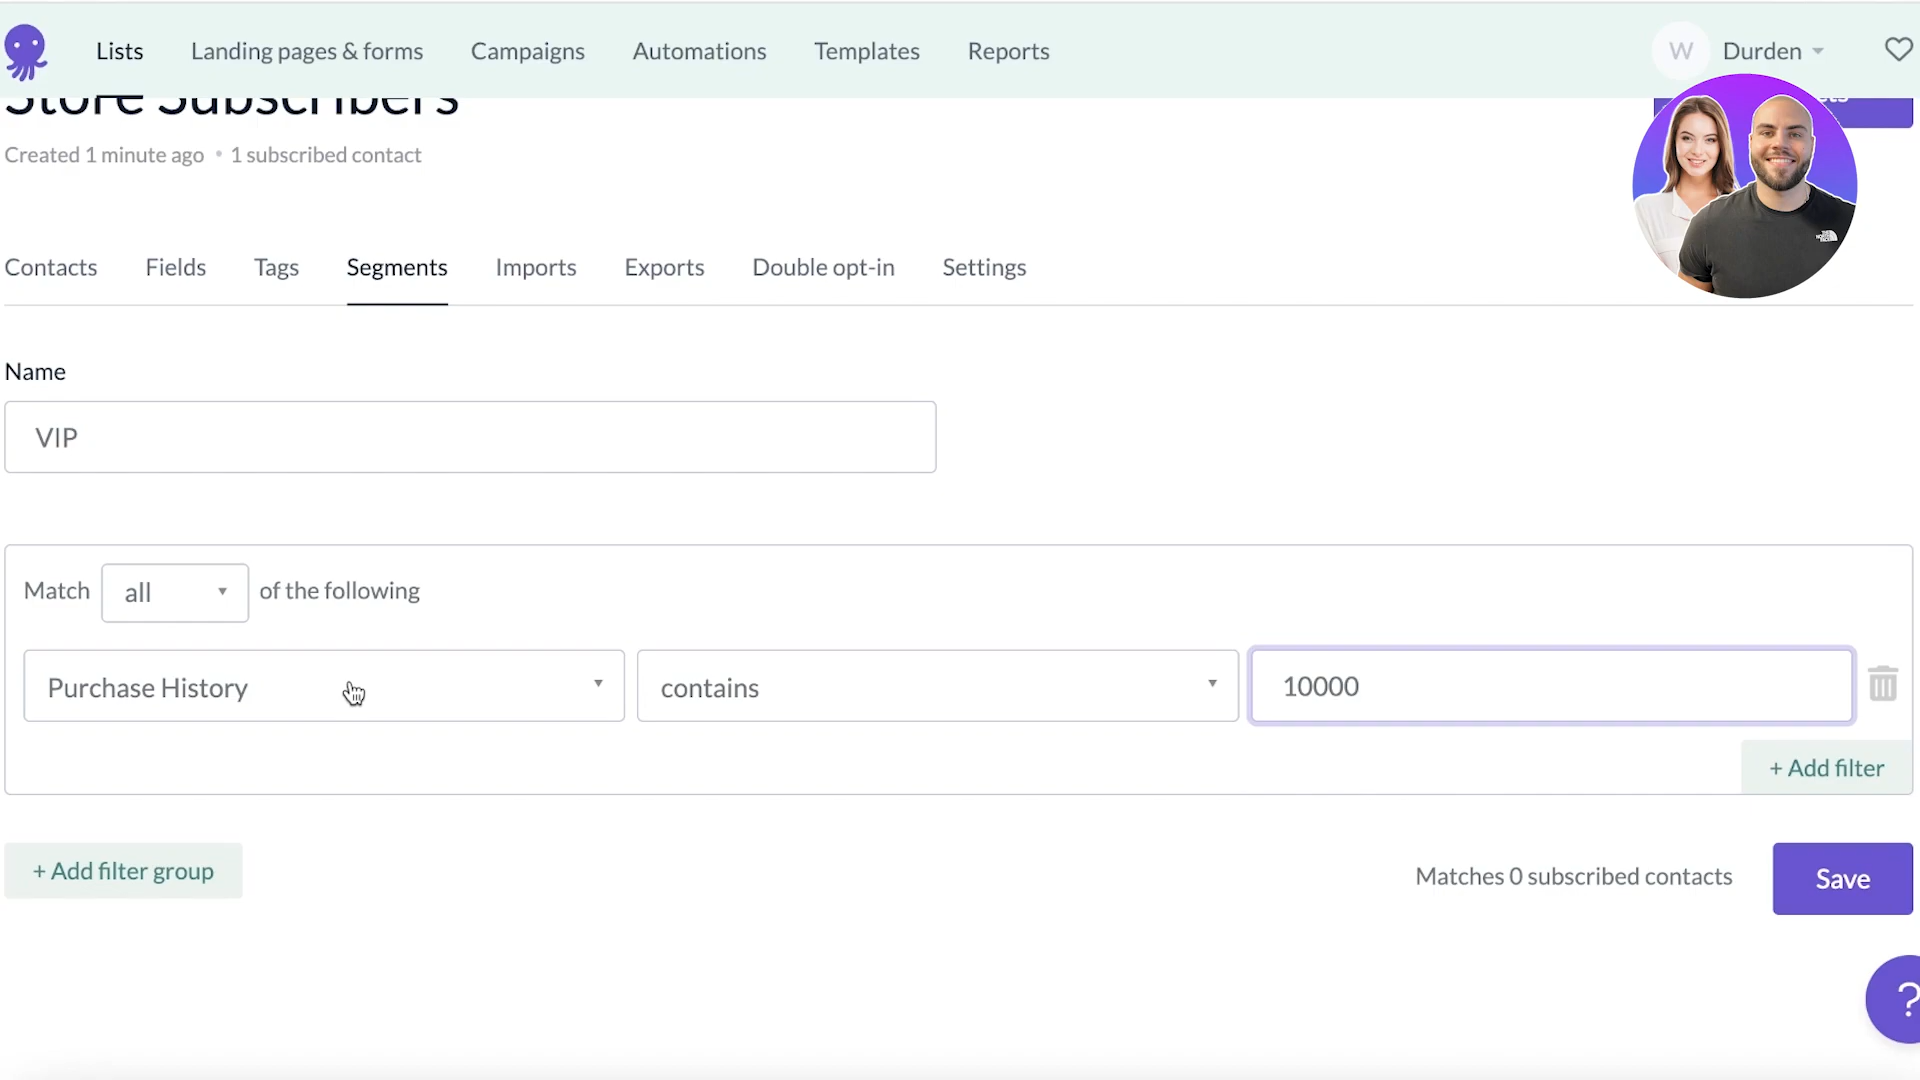 Lists Landing pages & forms Campaigns Automations Templates Reports W Durden
Store Subscribers
Created 1 minute ago • 1 subscribed contact
Contacts Fields Tags Segments Imports Exports Double opt-in Settings
Name
VIP
Match all of the following
Purchase History contains 10000
+ Add filter
+ Add filter group Matches 0 subscribed contacts Save
?